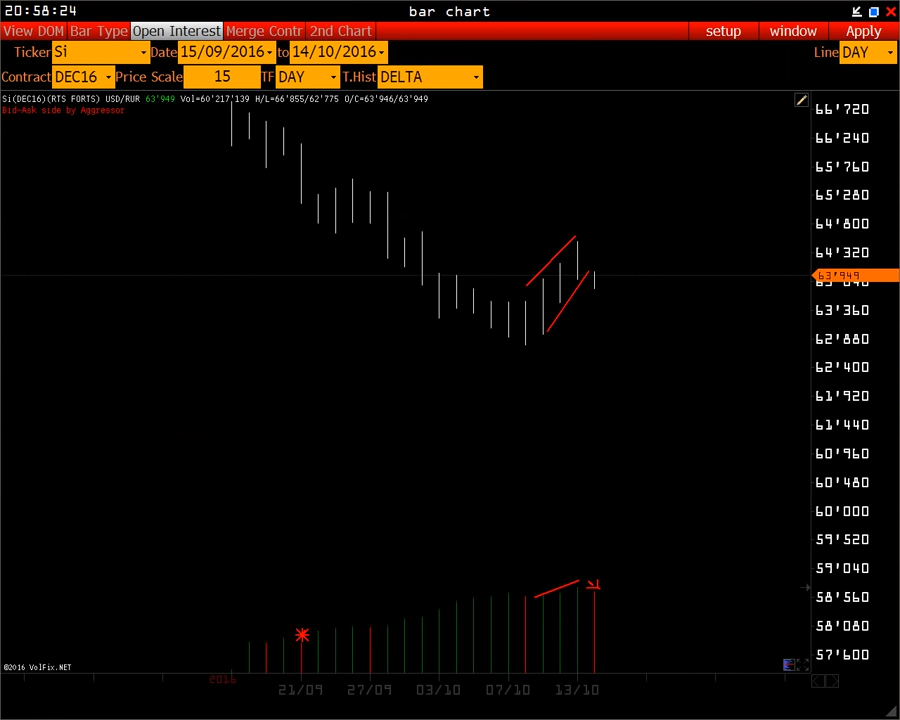 20:58:24 bar chart
View DOM Bar Type Open Interest Merge Contr 2nd Chart setup window Apply
Ticker Si Date 15/09/2016 to 14/10/2016 Line DAY
Contract DEC16 Price Scale 15 TF DAY T.Hist DELTA
Si(DEC16)(RTS FORTS) USD/RUR 63'949 Vol=60'217'139 H/L=66'855/62'775 O/C=63'946/63'949
Bid-Ask side by Aggressor
66'720
66'240
65'760
65'280
64'800
64'320
63'949
63'360
62'880
62'400
61'920
61'440
60'960
60'480
60'000
59'520
59'040
58'560
58'080
57'600
©2016 VolFix.NET
2016
21/09 27/09 03/10 07/10 13/10